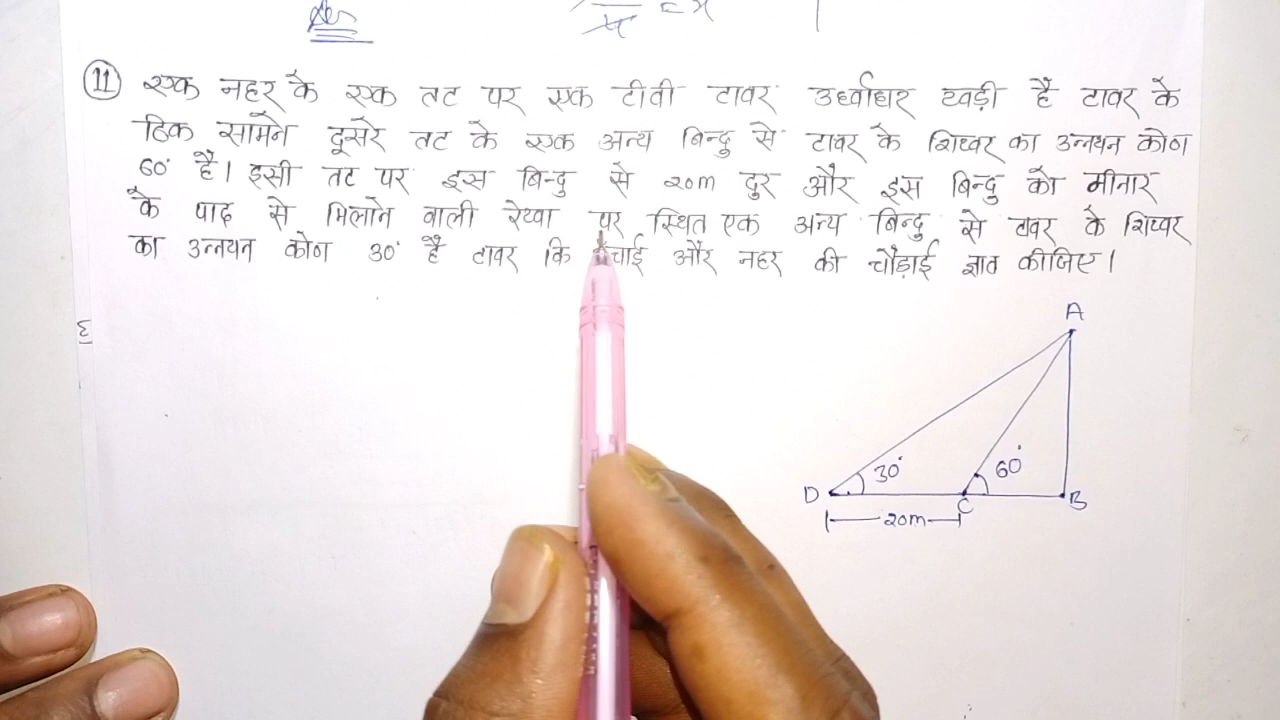 Ans
= x
11 एक नहर के एक तट पर एक टीवी टावर उर्ध्वाधर खड़ी है टावर के
ठिक सामने दूसरे तट के एक अन्य बिन्दु से टावर के शिखर का उन्नयन कोण
60° है। इसी तट पर इस बिन्दु से 20m दुर और इस बिन्दु को मीनार
के पाद से मिलाने वाली रेखा पर स्थित एक अन्य बिन्दु से टावर के शिखर
का उन्नयन कोण 30° है टावर कि चाई और नहर की चौड़ाई ज्ञात कीजिए।
A
30° 60°
D C B
20m